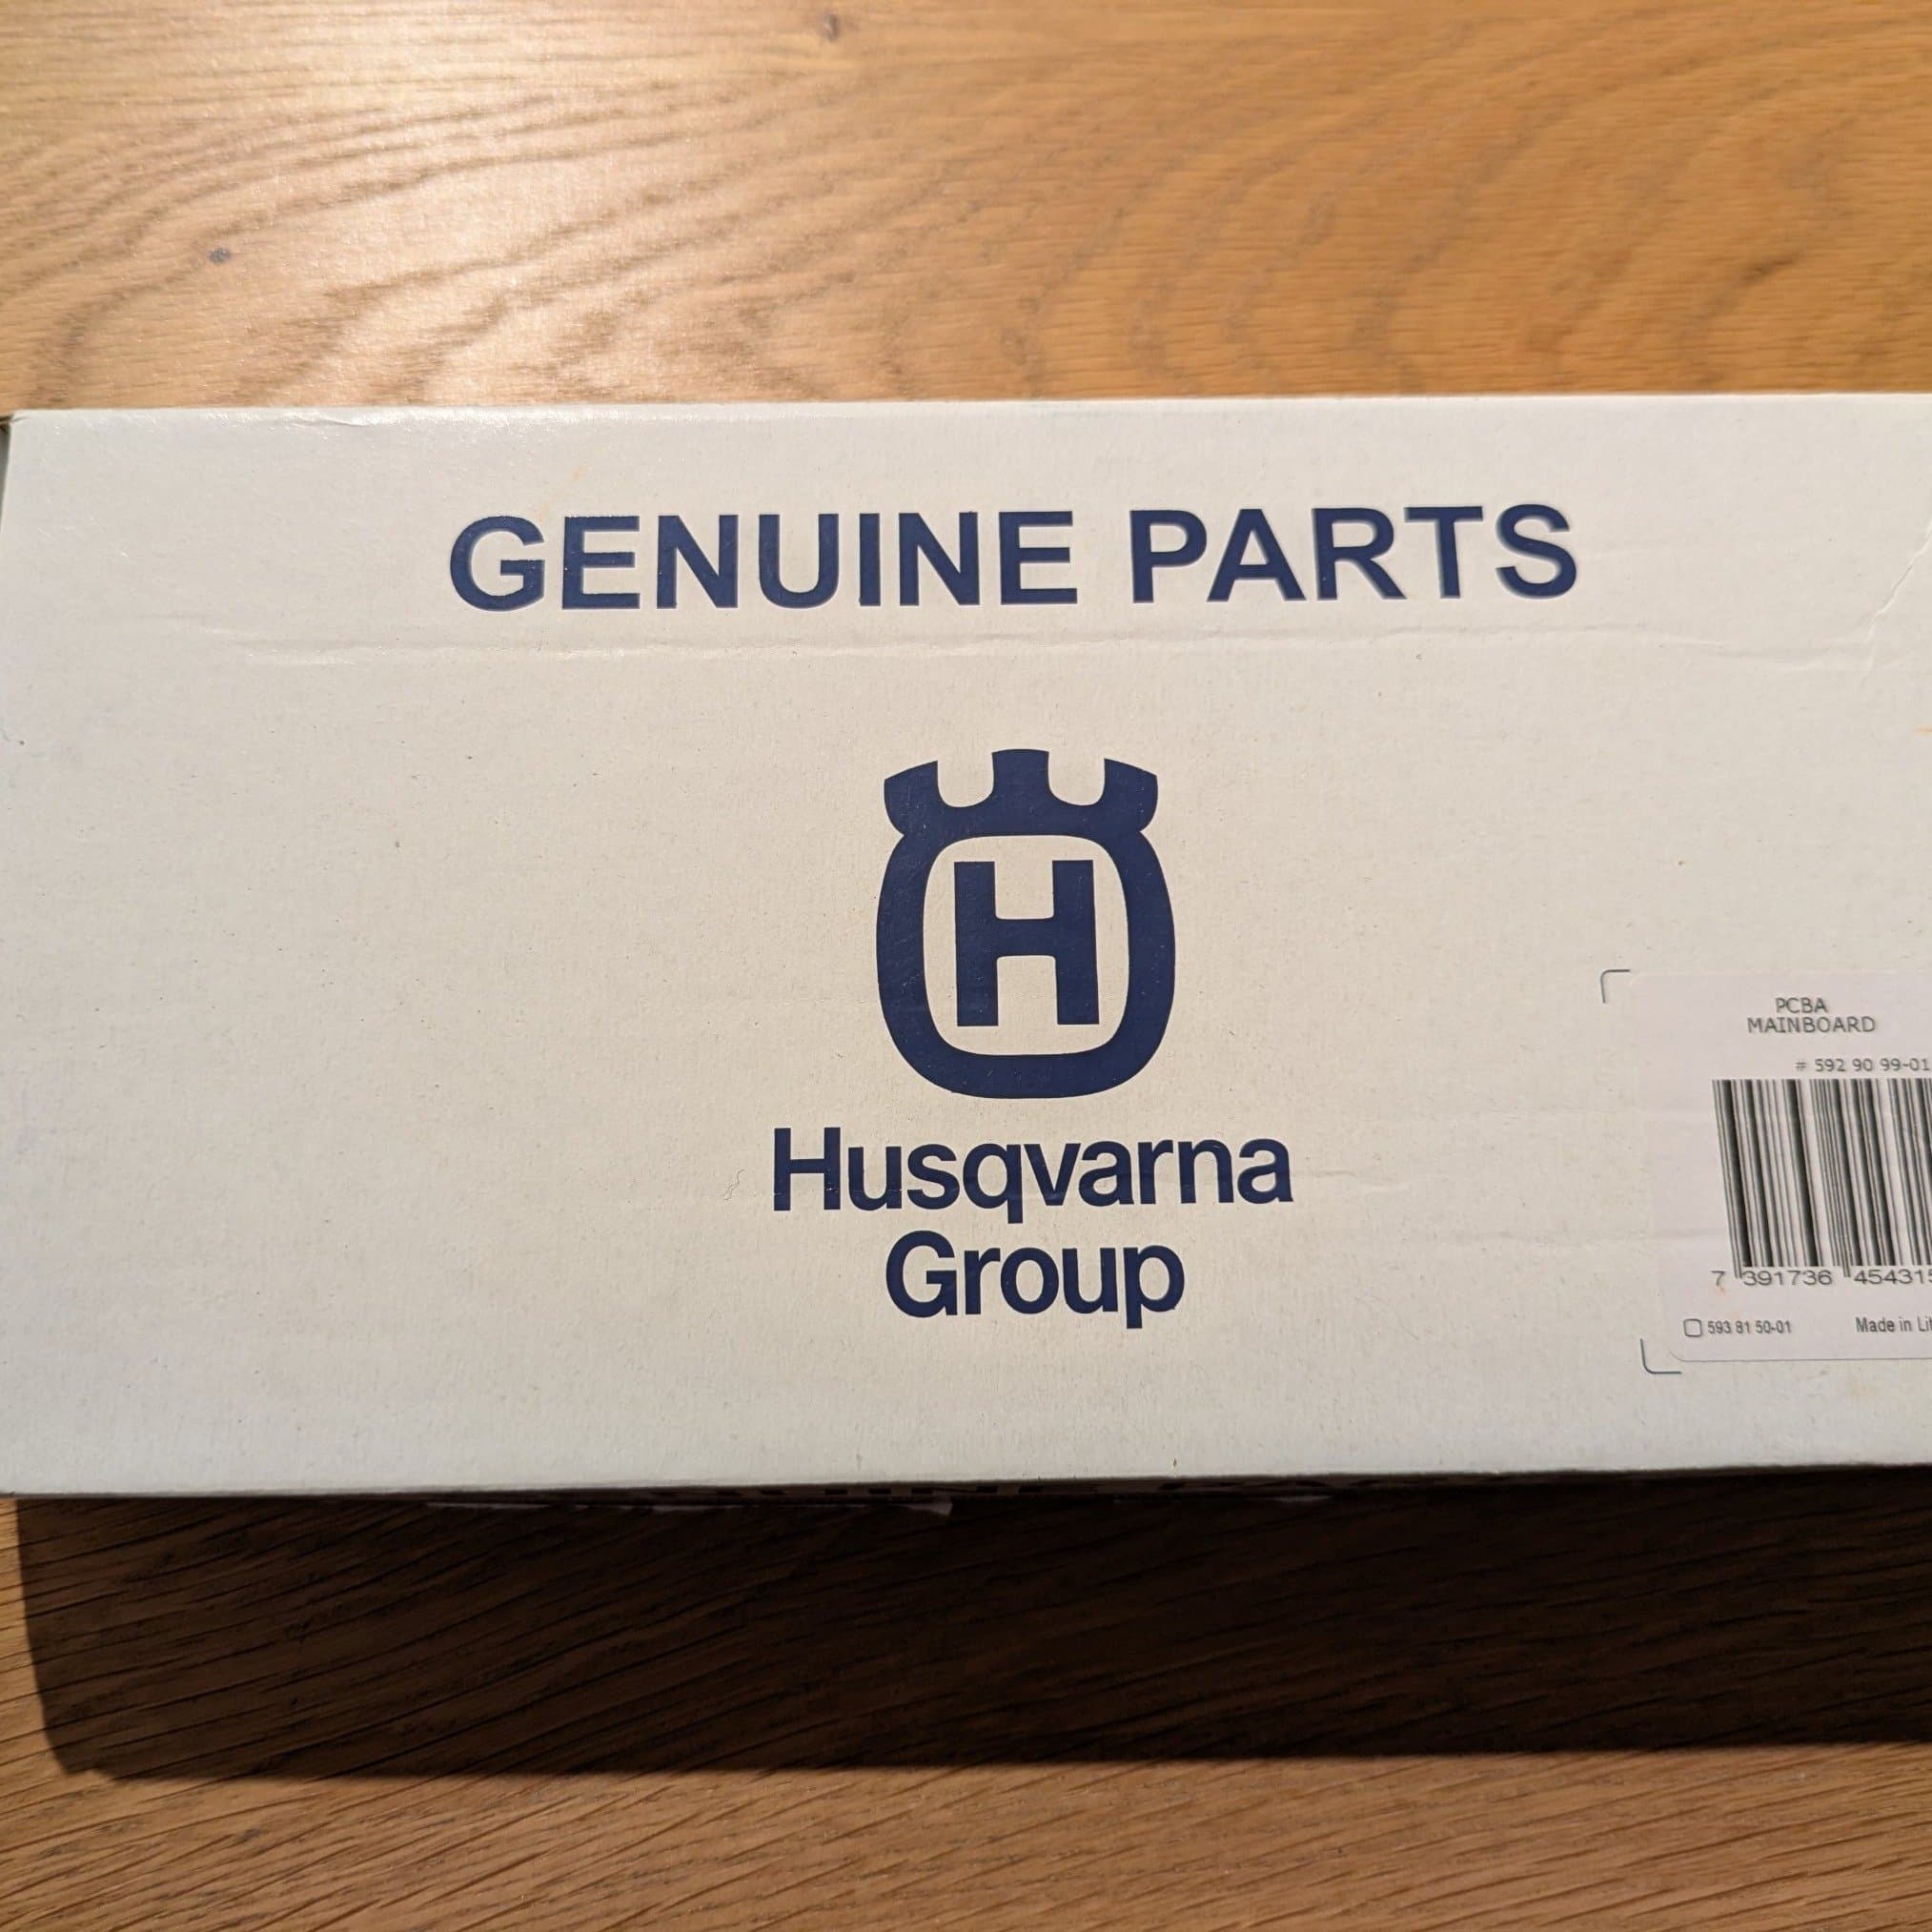 GENUINE PARTS
H
Husqvarna
Group
PCBA
MAINBOARD
# 592 90 99-01
7 391736 454315
593 81 50-01 Made in